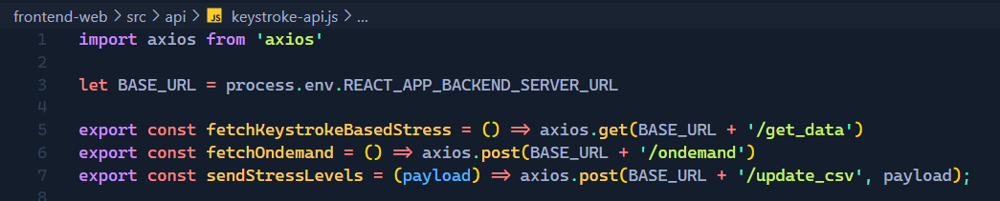 frontend-web > src > api > JS keystroke-api.js > ...
1 import axios from 'axios'
2
3 let BASE_URL = process.env.REACT_APP_BACKEND_SERVER_URL
4
5 export const fetchKeystrokeBasedStress = () => axios.get(BASE_URL + '/get_data')
6 export const fetchOndemand = () => axios.post(BASE_URL + '/ondemand')
7 export const sendStressLevels = (payload) => axios.post(BASE_URL + '/update_csv', payload);
8